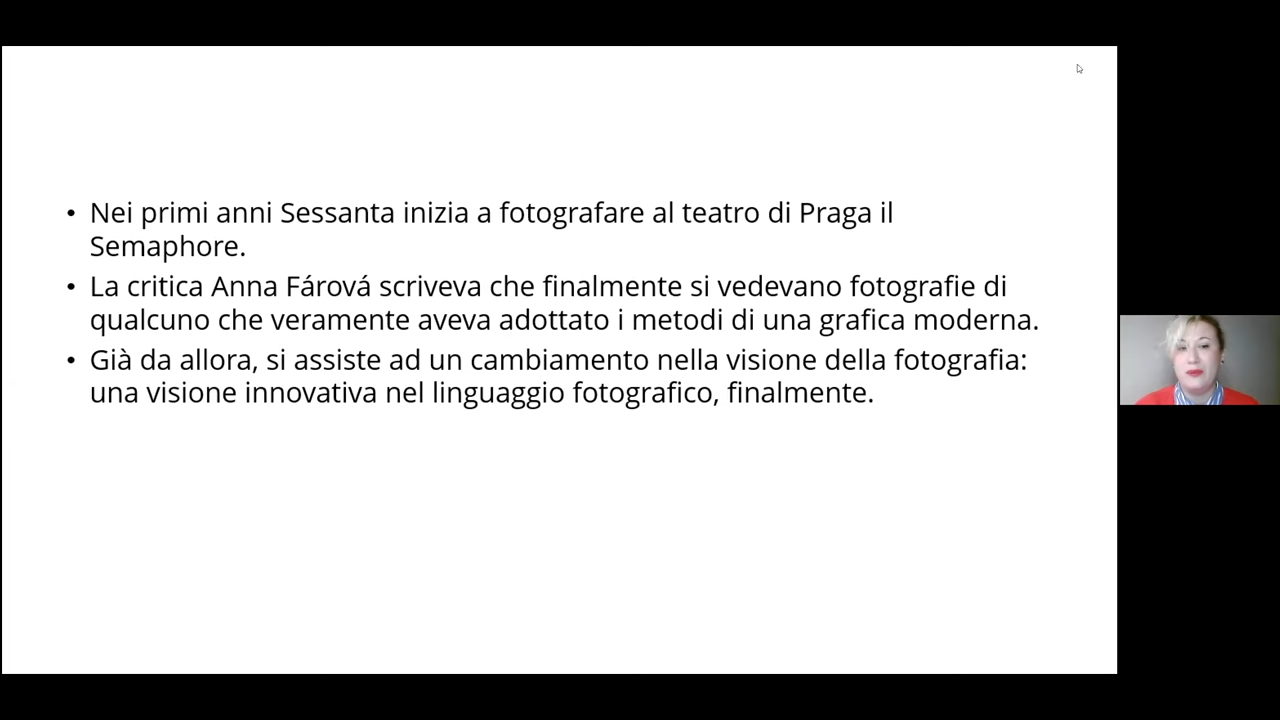 • Nei primi anni Sessanta inizia a fotografare al teatro di Praga il
Semaphore.
• La critica Anna Fárová scriveva che finalmente si vedevano fotografie di
qualcuno che veramente aveva adottato i metodi di una grafica moderna.
• Già da allora, si assiste ad un cambiamento nella visione della fotografia:
una visione innovativa nel linguaggio fotografico, finalmente.